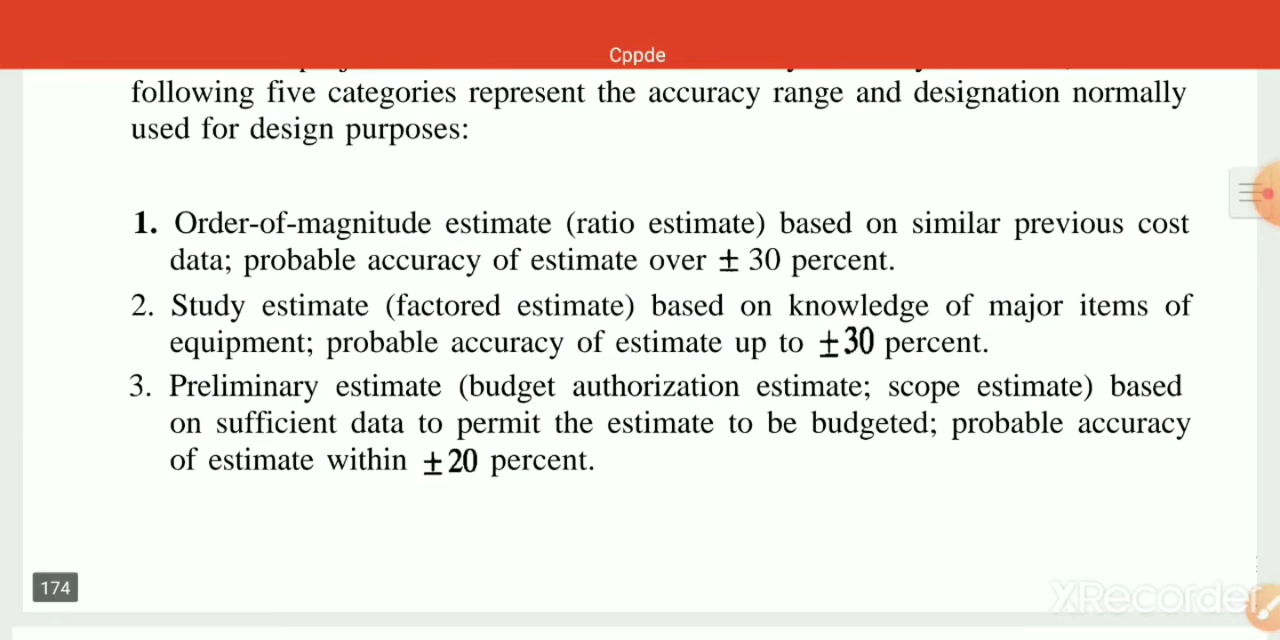 Cppde
following five categories represent the accuracy range and designation normally
used for design purposes:
1. Order-of-magnitude estimate (ratio estimate) based on similar previous cost
data; probable accuracy of estimate over ± 30 percent.
2. Study estimate (factored estimate) based on knowledge of major items of
equipment; probable accuracy of estimate up to ±30 percent.
3. Preliminary estimate (budget authorization estimate; scope estimate) based
on sufficient data to permit the estimate to be budgeted; probable accuracy
of estimate within ±20 percent.
174
XRecorder